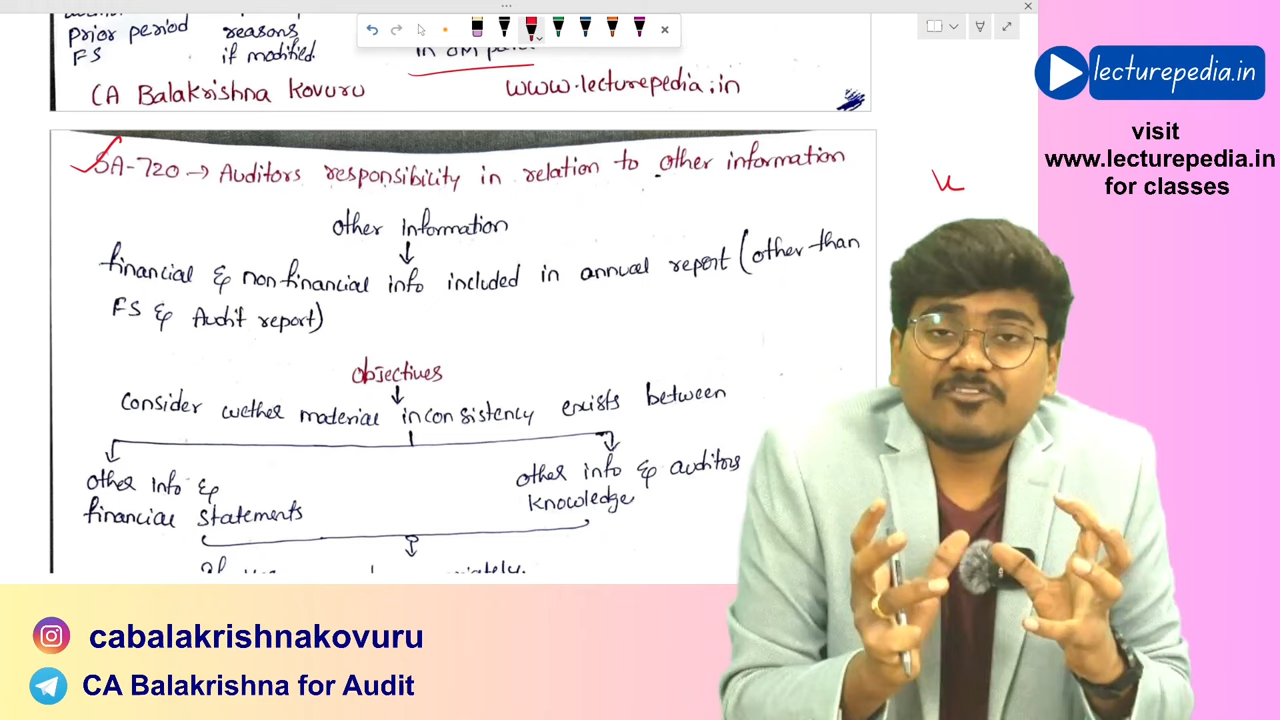 prior period reasons
FS if modified.
CA Balakrishna Kovuru www.lecturepedia.in
SA-720 → Auditors responsibility in relation to other information
other Information
financial & non financial info included in annual report (other than
FS & Audit report)
objectives
Consider wether material inconsistency exists between
other Info &
financial statements
other info & auditors
knowledge
lecturepedia.in
visit
www.lecturepedia.in
for classes
cabalakrishnakovuru
CA Balakrishna for Audit